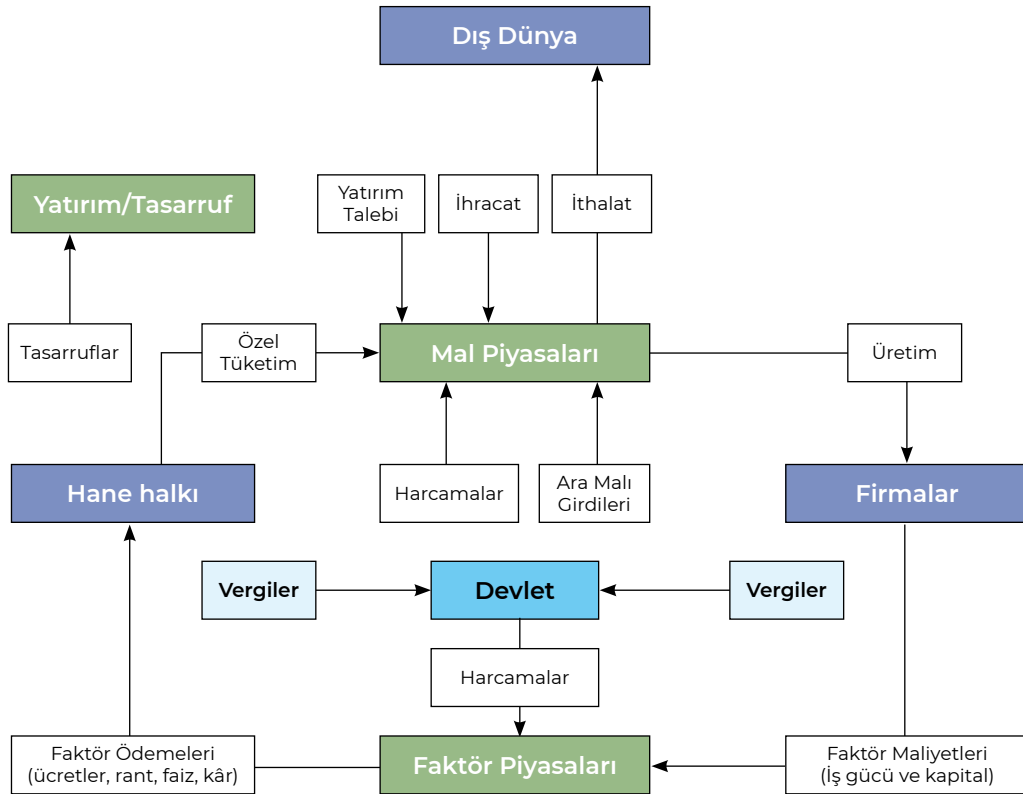 Dış Dünya
Yatırım/Tasarruf
Yatırım
Talebi
İhracat
İthalat
Tasarruflar
Özel
Tüketim
Mal Piyasaları
Üretim
Hane halkı
Harcamalar
Ara Malı
Girdileri
Firmalar
Vergiler
Devlet
Vergiler
Harcamalar
Faktör Ödemeleri
(ücretler, rant, faiz, kâr)
Faktör Piyasaları
Faktör Maliyetleri
(İş gücü ve kapital)